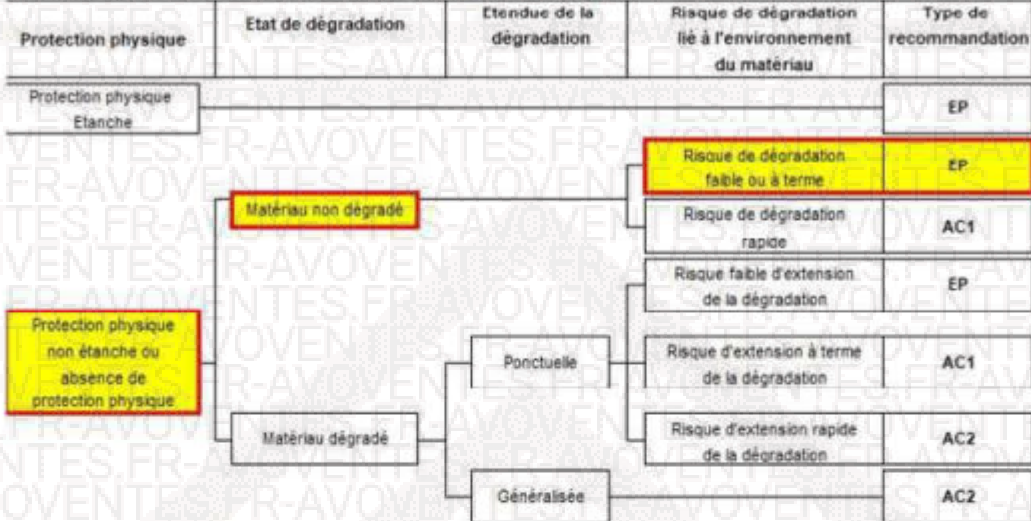 Protection physique
Etat de dégradation
Etendue de la
dégradation
Risque de dégradation
lié à l'environnement
du matériau
Type de
recommandation
Protection physique
Etanche
EP
Risque de dégradation
faible ou à terme
EP
Matériau non dégradé
Risque de dégradation
rapide
AC1
Risque faible d'extension
de la dégradation
EP
Protection physique
non étanche ou
absence de
protection physique
Ponctuelle
Risque d'extension à terme
de la dégradation
AC1
Matériau dégradé
Risque d'extension rapide
de la dégradation
AC2
Généralisée
AC2